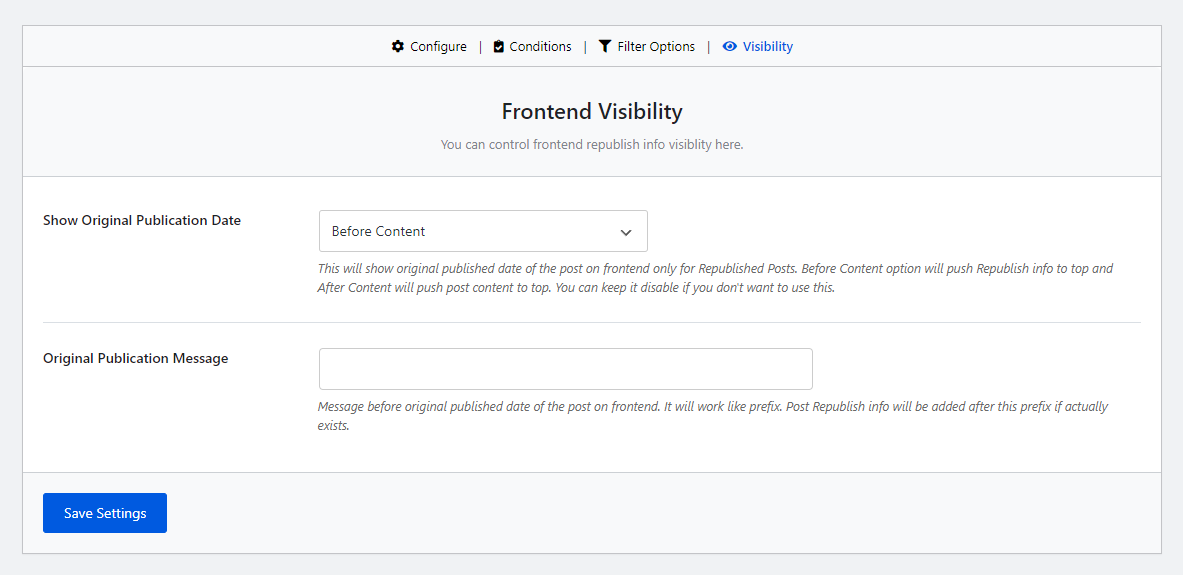 Configure | Conditions | Filter Options | Visibility
Frontend Visibility
You can control frontend republish info visiblity here.
Show Original Publication Date
Before Content
This will show original published date of the post on frontend only for Republished Posts. Before Content option will push Republish info to top and
After Content will push post content to top. You can keep it disable if you don't want to use this.
Original Publication Message
Message before original published date of the post on frontend. It will work like prefix. Post Republish info will be added after this prefix if actually
exists.
Save Settings